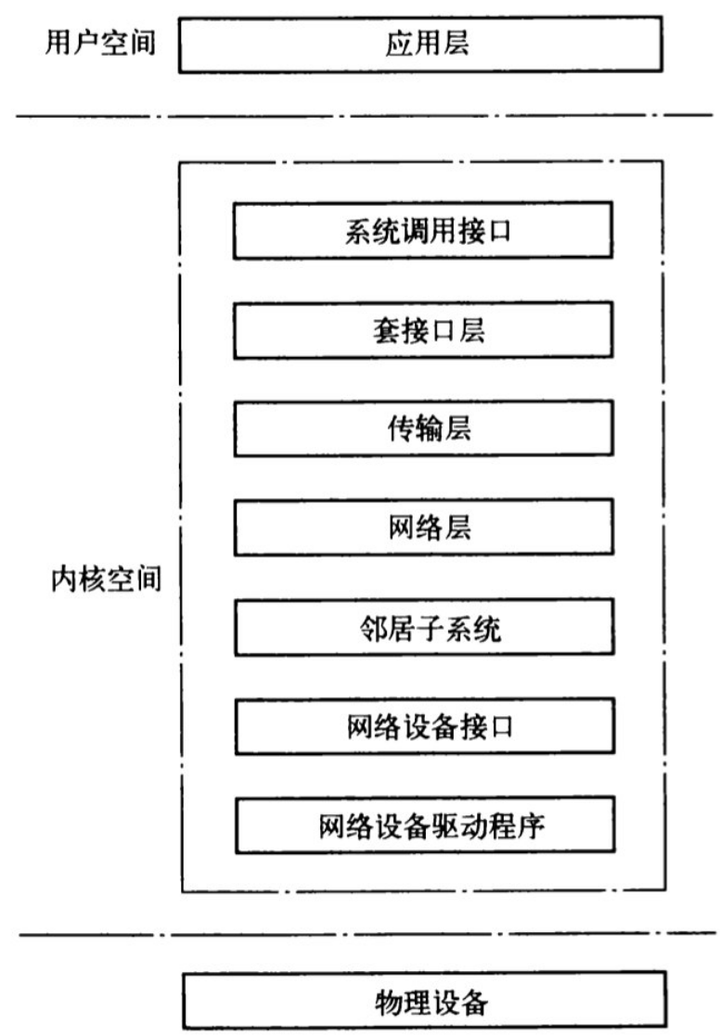 用户空间
应用层
系统调用接口
套接口层
传输层
网络层
内核空间
邻居子系统
网络设备接口
网络设备驱动程序
物理设备